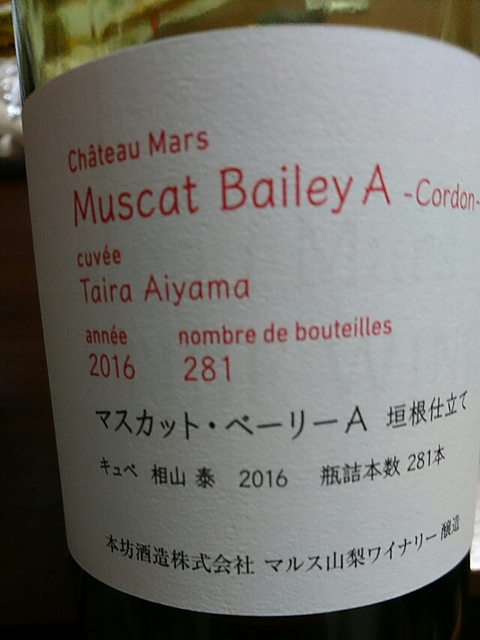 Château Mars
Muscat Bailey A -Cordon-
cuvée
Taira Aiyama
année nombre de bouteilles
2016 281
マスカット・ベーリーA 垣根仕立て
キュベ 相山 泰 2016 瓶詰本数 281本
本坊酒造株式会社 マルス山梨ワイナリー 醸造